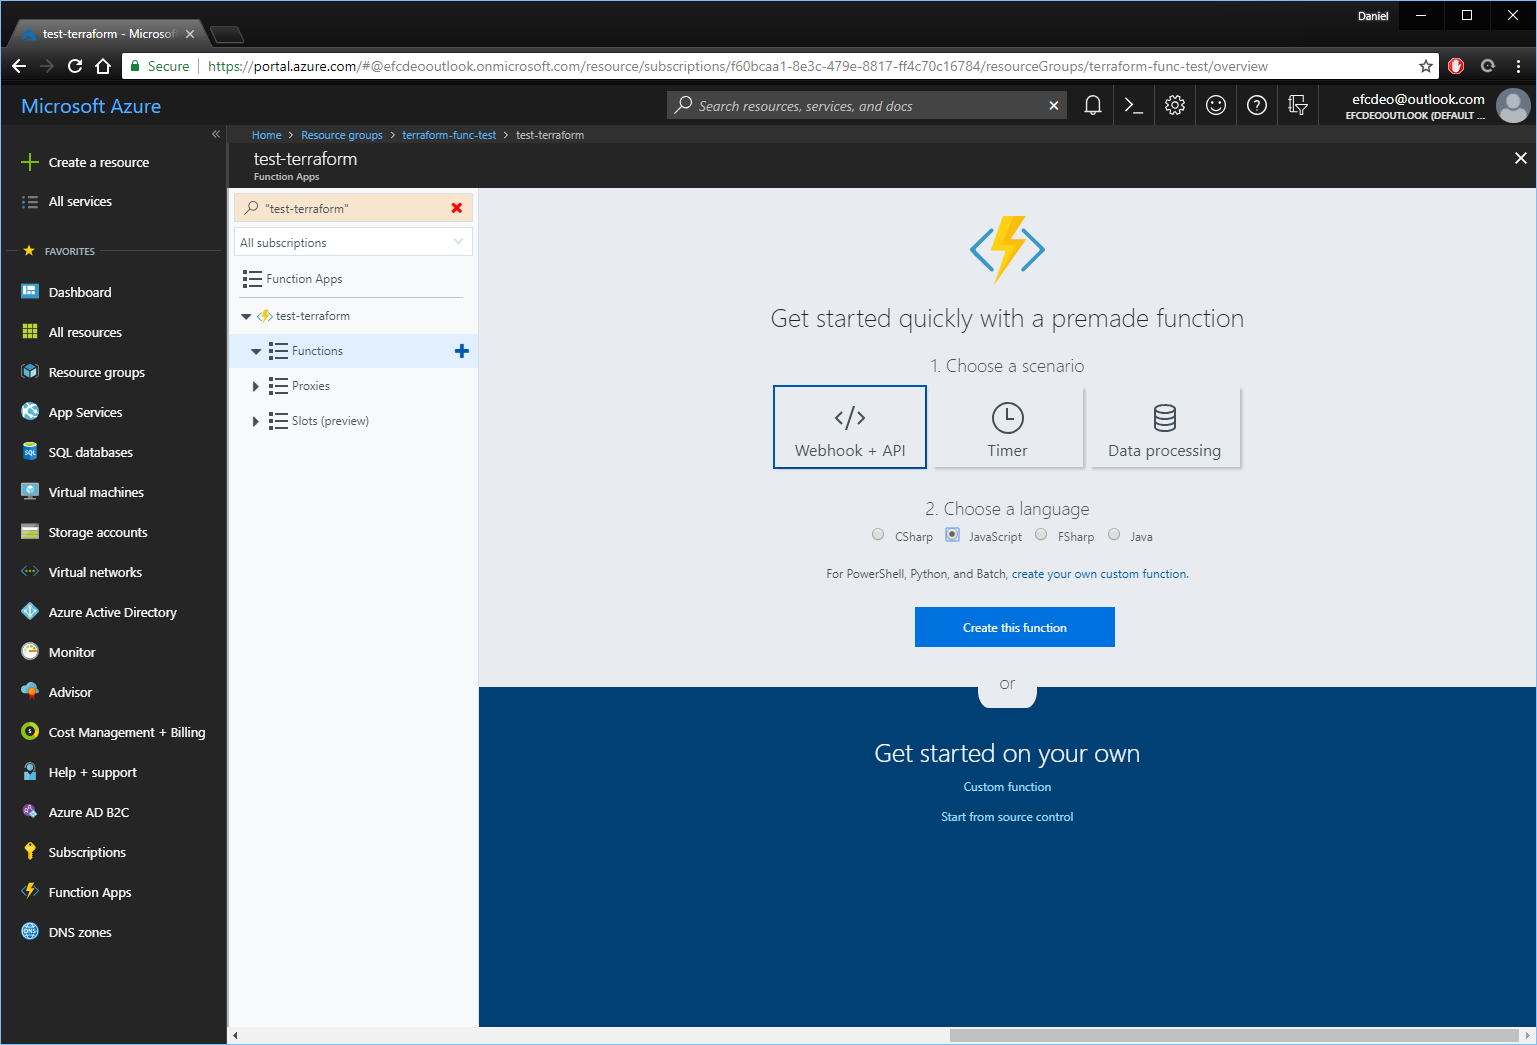 Daniel
test-terraform - Microsof
Secure
https://portal.azure.com/#@efcdeooutlook.onmicrosoft.com/resource/subscriptions/f60bcaa1-8e3c-479e-8817-ff4c70c16784/resourceGroups/terraform-func-test/overview
Microsoft Azure
Search resources, services, and docs
efcdeo@outlook.com
EFCDEOOUTLOOK (DEFAULT ...
Home > Resource groups > terraform-func-test > test-terraform
test-terraform
Function Apps
Create a resource
All services
FAVORITES
Dashboard
All resources
Resource groups
App Services
SQL databases
Virtual machines
Storage accounts
Virtual networks
Azure Active Directory
Monitor
Advisor
Cost Management + Billing
Help + support
Azure AD B2C
Subscriptions
Function Apps
DNS zones
"test-terraform"
All subscriptions
Function Apps
test-terraform
Functions
Proxies
Slots (preview)
Get started quickly with a premade function
1. Choose a scenario
Webhook + API
Timer
Data processing
2. Choose a language
CSharp JavaScript FSharp Java
For PowerShell, Python, and Batch, create your own custom function.
Create this function
or
Get started on your own
Custom function
Start from source control